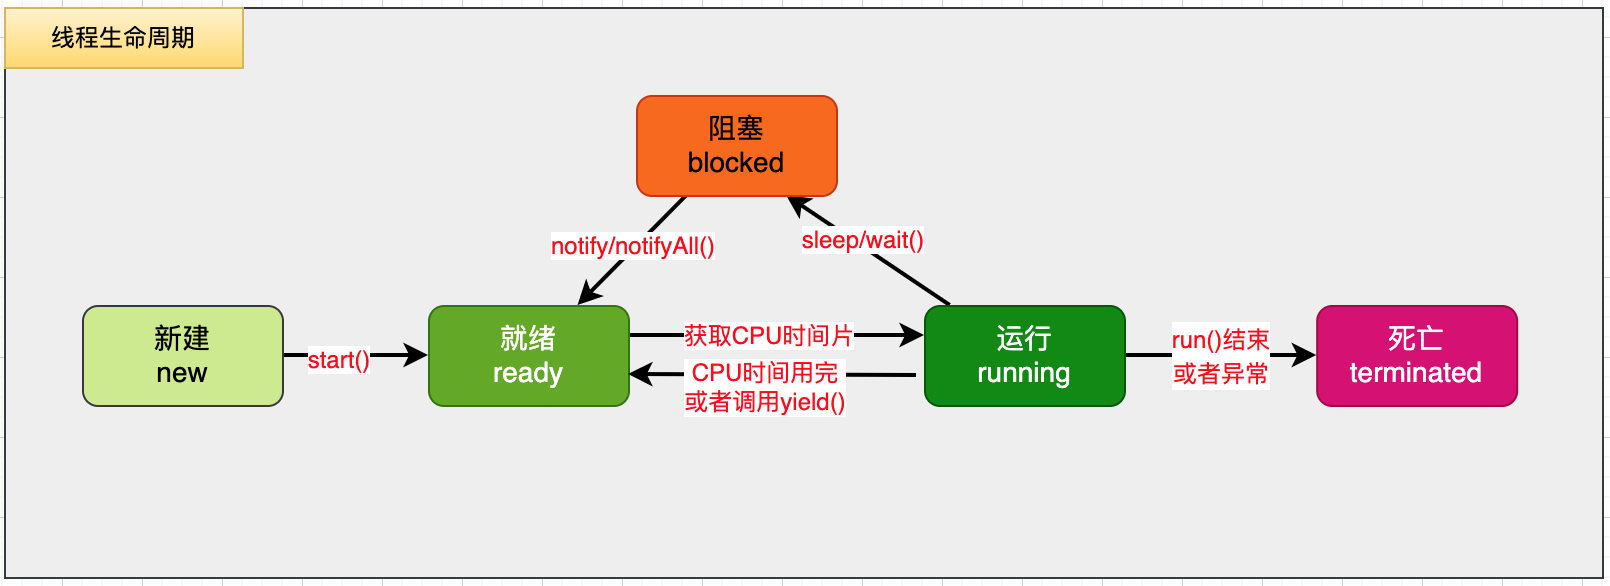 线程生命周期
阻塞
blocked
notify/notifyAll()
sleep/wait()
新建
new
start()
就绪
ready
获取CPU时间片
CPU时间用完
或者调用yield()
运行
running
run()结束
或者异常
死亡
terminated